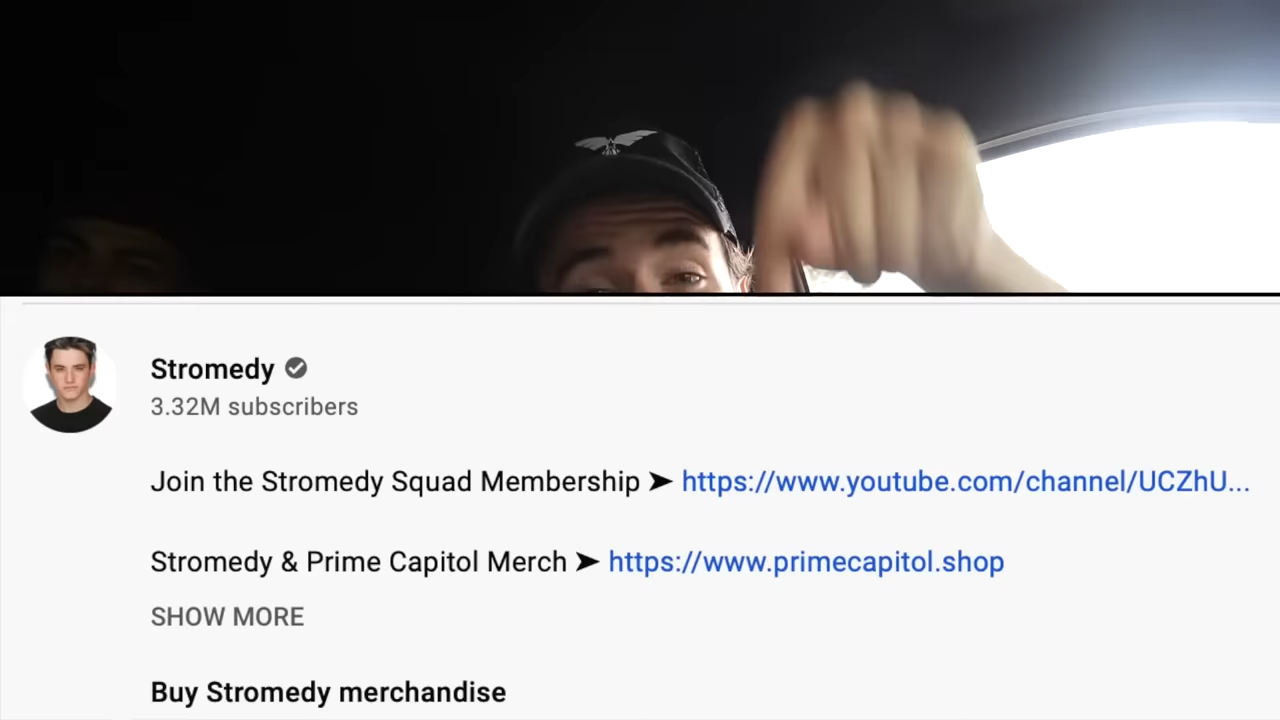 Stromedy
3.32M subscribers
Join the Stromedy Squad Membership ➤ https://www.youtube.com/channel/UCZhU...
Stromedy & Prime Capitol Merch ➤ https://www.primecapitol.shop
SHOW MORE
Buy Stromedy merchandise